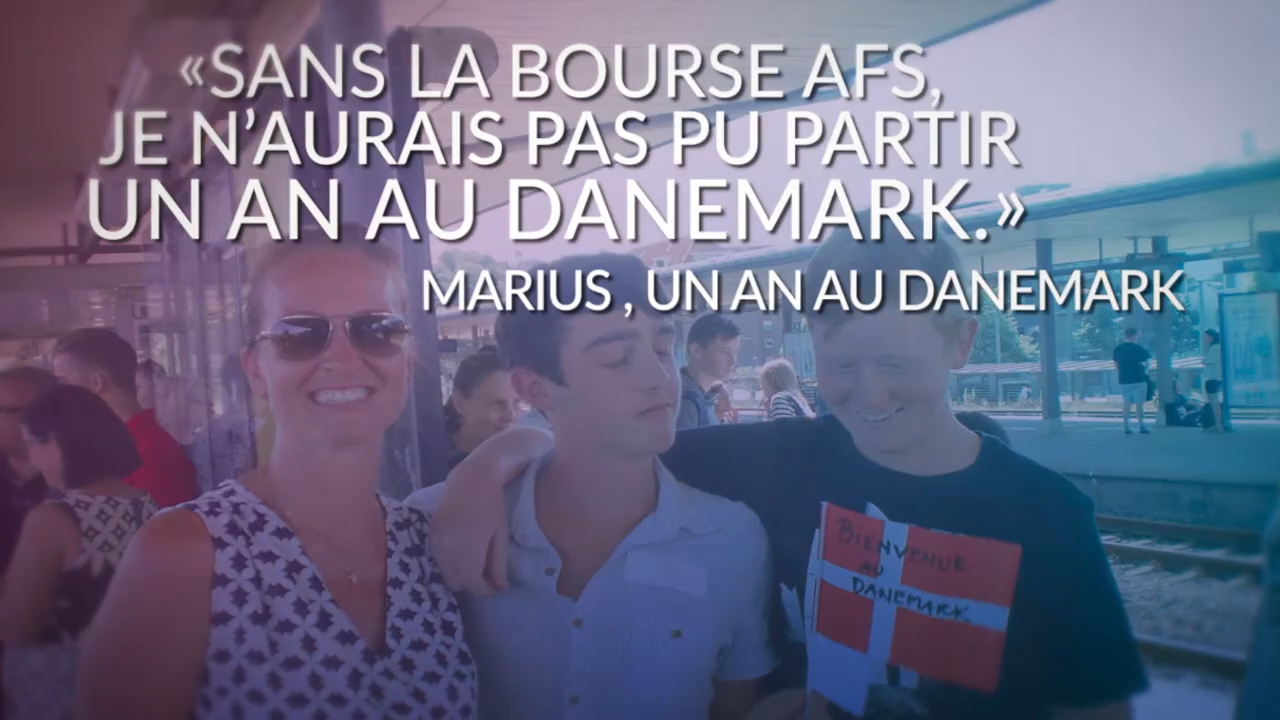 «SANS LA BOURSE AFS,
JE N’AURAIS PAS PU PARTIR
UN AN AU DANEMARK.»
MARIUS , UN AN AU DANEMARK
BIENVENUE
AU
DANEMARK